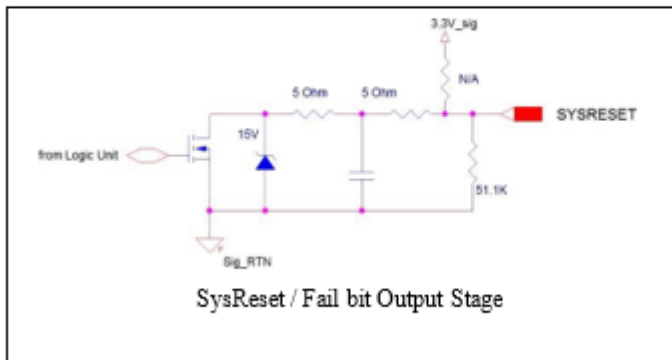 3.3V_sig
N/A
5 Ohm 5 Ohm
SYSRESET
15V
from Logic Unit
51.1K
Sig_RTN
SysReset / Fail bit Output Stage